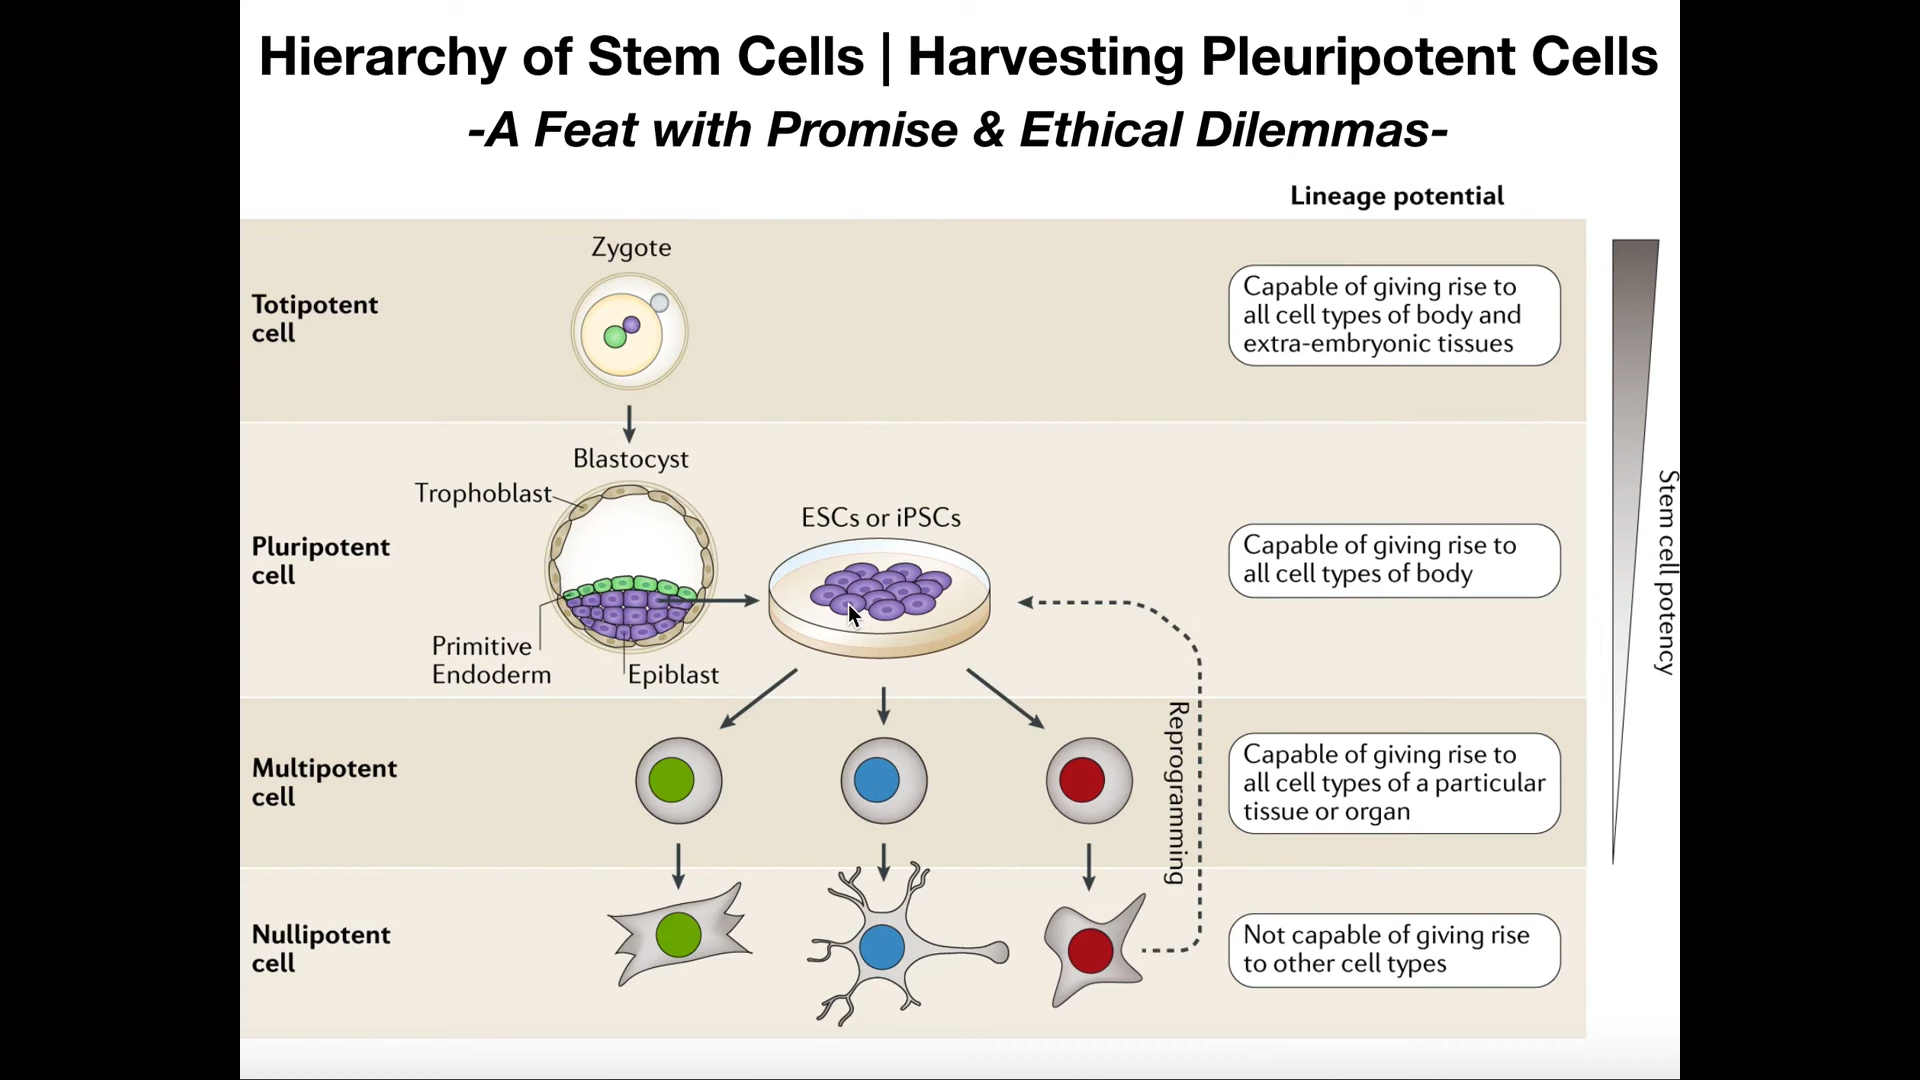 Hierarchy of Stem Cells | Harvesting Pleuripotent Cells
-A Feat with Promise & Ethical Dilemmas-
Lineage potential
Zygote
Totipotent
cell
Capable of giving rise to
all cell types of body and
extra-embryonic tissues
Blastocyst
Trophoblast
ESCs or iPSCs
Pluripotent
cell
Capable of giving rise to
all cell types of body
Primitive
Endoderm
Epiblast
Stem cell potency
Multipotent
cell
Reprogramming
Capable of giving rise to
all cell types of a particular
tissue or organ
Nullipotent
cell
Not capable of giving rise
to other cell types